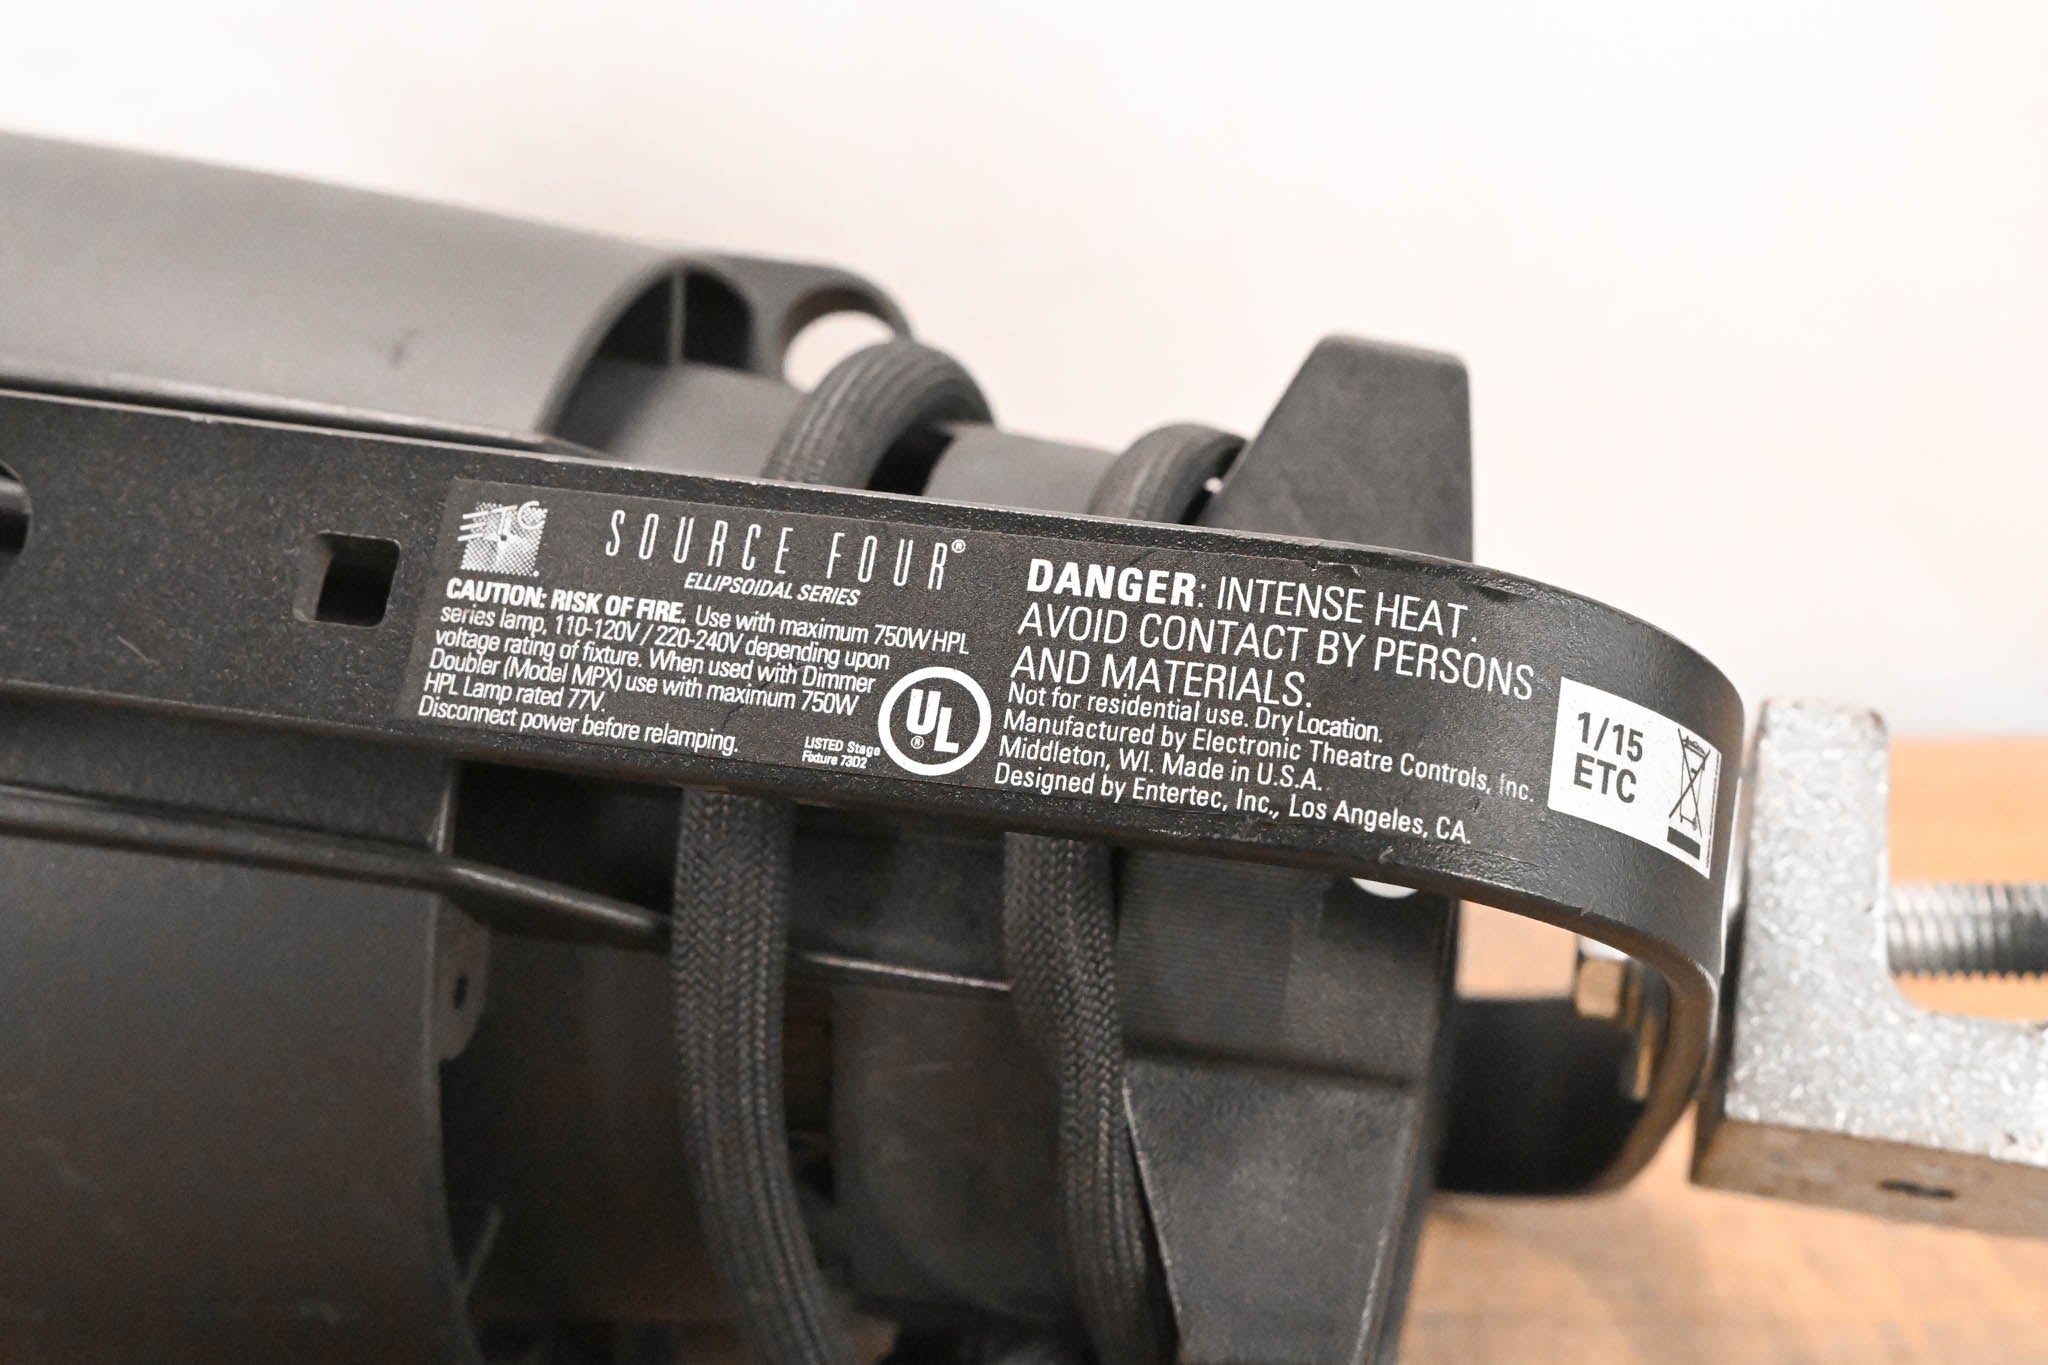 SOURCE FOUR®
ELLIPSOIDAL SERIES
CAUTION: RISK OF FIRE. Use with maximum 750W HPL
series lamp, 110-120V / 220-240V depending upon
voltage rating of fixture. When used with Dimmer
Doubler (Model MPX) use with maximum 750W
HPL Lamp rated 77V.
Disconnect power before relamping.
LISTED Stage
Fixture 73D2
UL
®
DANGER: INTENSE HEAT.
AVOID CONTACT BY PERSONS
AND MATERIALS.
Not for residential use. Dry Location.
Manufactured by Electronic Theatre Controls, Inc.
Middleton, WI. Made in U.S.A.
Designed by Entertec, Inc., Los Angeles, CA.
1/15
ETC